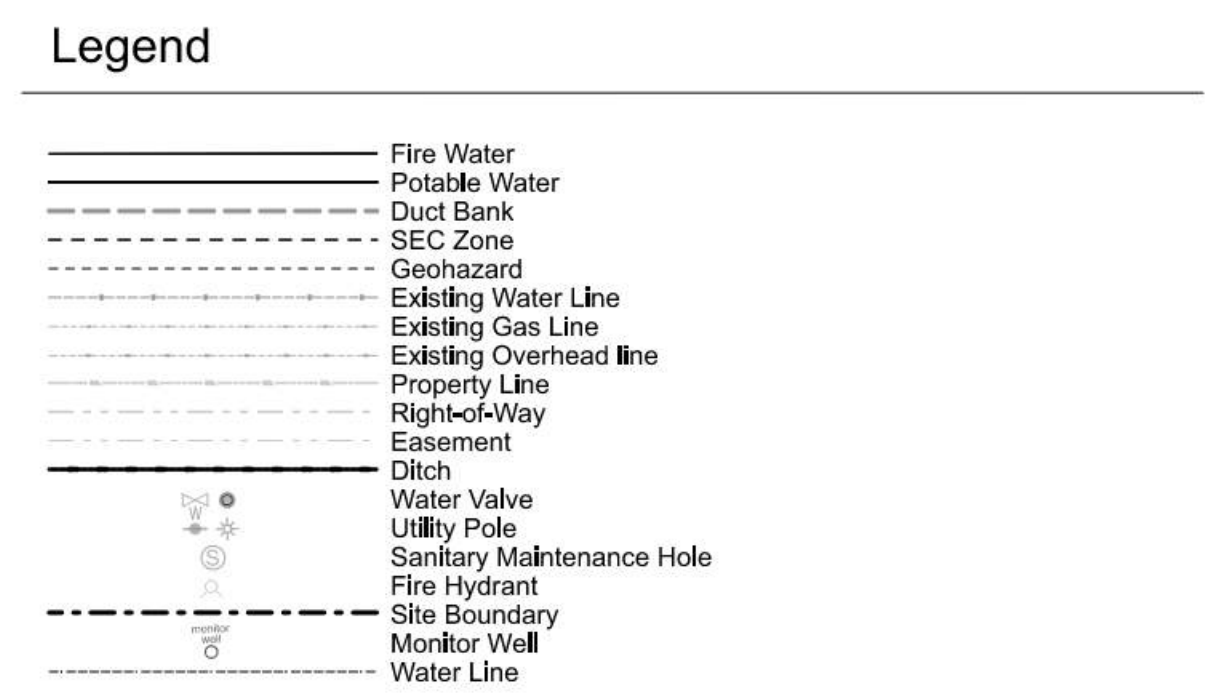 Legend
Fire Water
Potable Water
Duct Bank
SEC Zone
Geohazard
Existing Water Line
Existing Gas Line
Existing Overhead line
Property Line
Right-of-Way
Easement
Ditch
Water Valve
W
Utility Pole
S
Sanitary Maintenance Hole
Fire Hydrant
Site Boundary
monitor
well
Monitor Well
Water Line